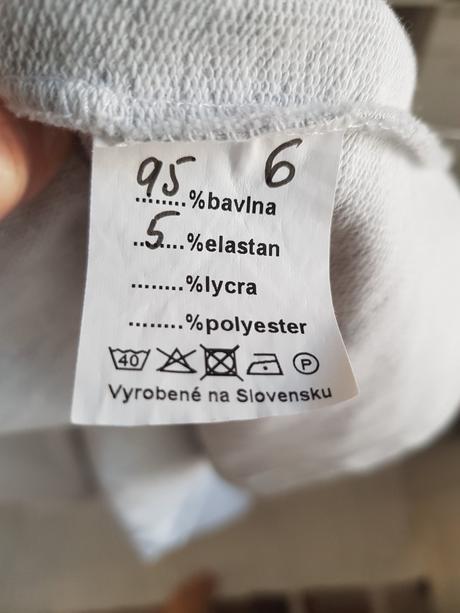 95 6
........%bavlna
5
........%elastan
........%lycra
........%polyester
40 P
Vyrobené na Slovensku